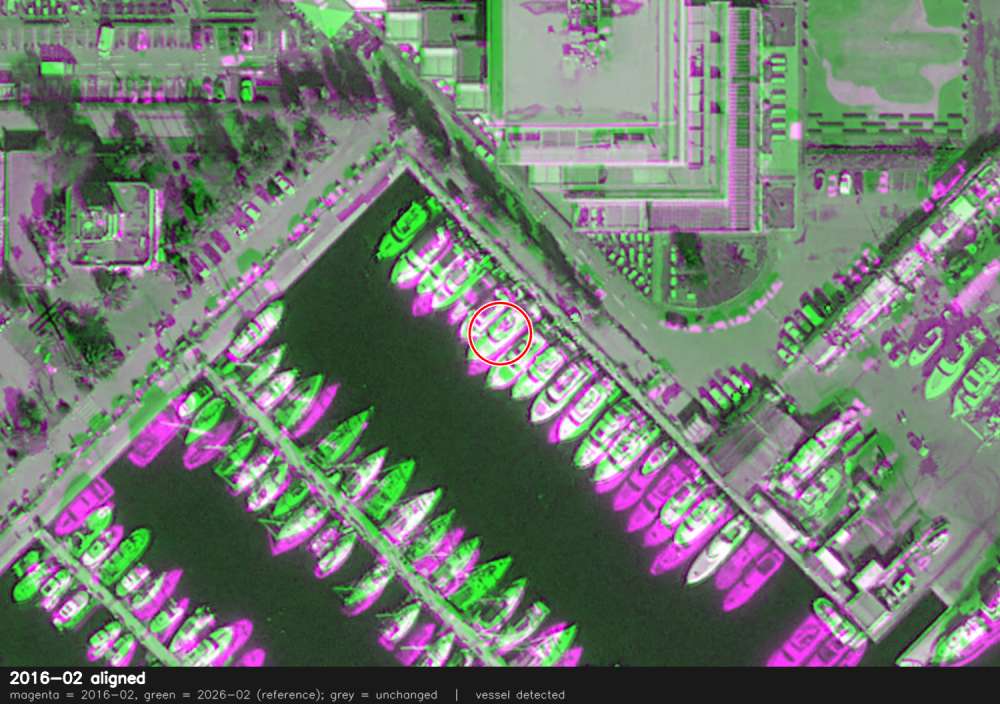 2016-02 aligned
magenta = 2016-02, green = 2026-02 (reference); grey = unchanged | vessel detected